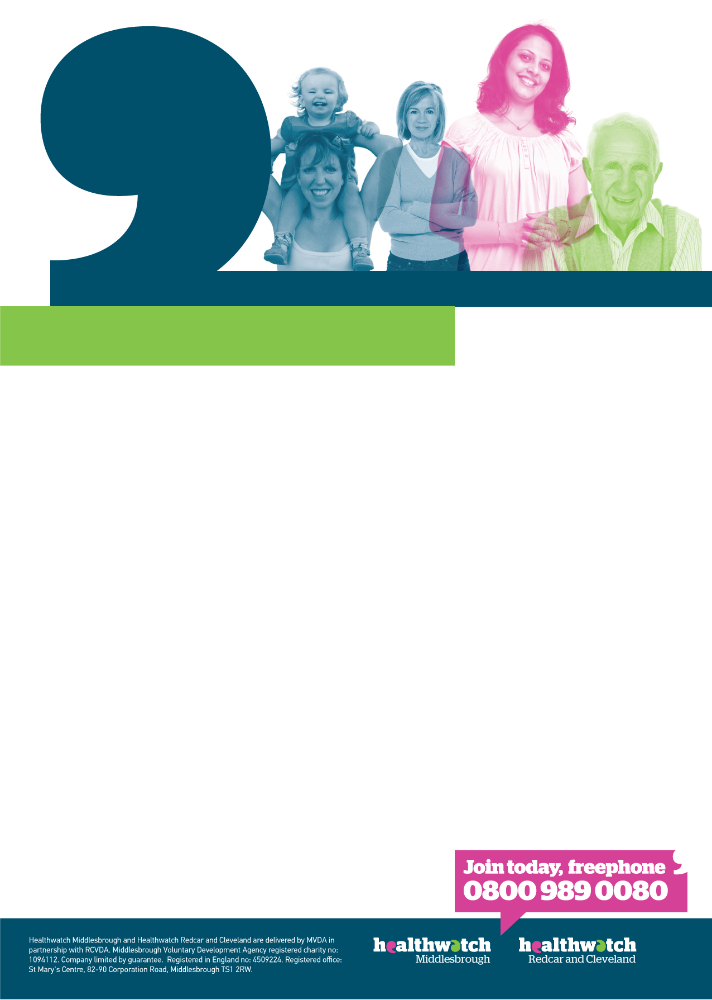 Join today, freephone
0800 989 0080
Healthwatch Middlesbrough and Healthwatch Redcar and Cleveland are delivered by MVDA in
partnership with RCVDA. Middlesbrough Voluntary Development Agency registered charity no:
1094112. Company limited by guarantee.  Registered in England no: 4509224. Registered office:
St Mary's Centre, 82-90 Corporation Road, Middlesbrough TS1 2RW.
healthwatch
Middlesbrough
healthwatch
Redcar and Cleveland